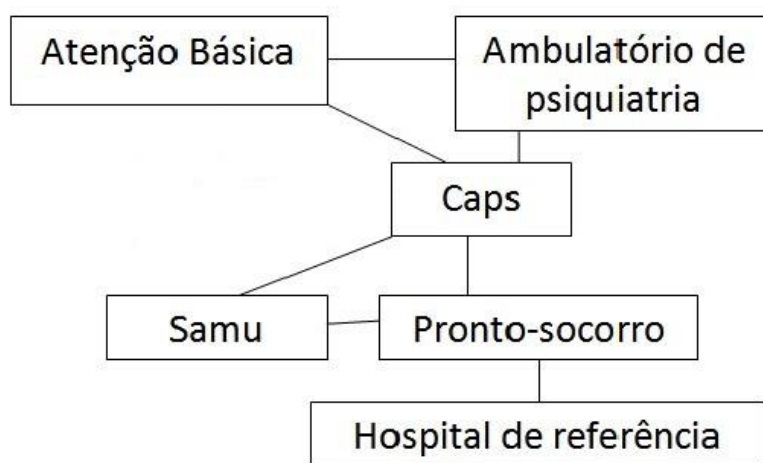 Atenção Básica
Ambulatório de
psiquiatria
Caps
Samu
Pronto-socorro
Hospital de referência